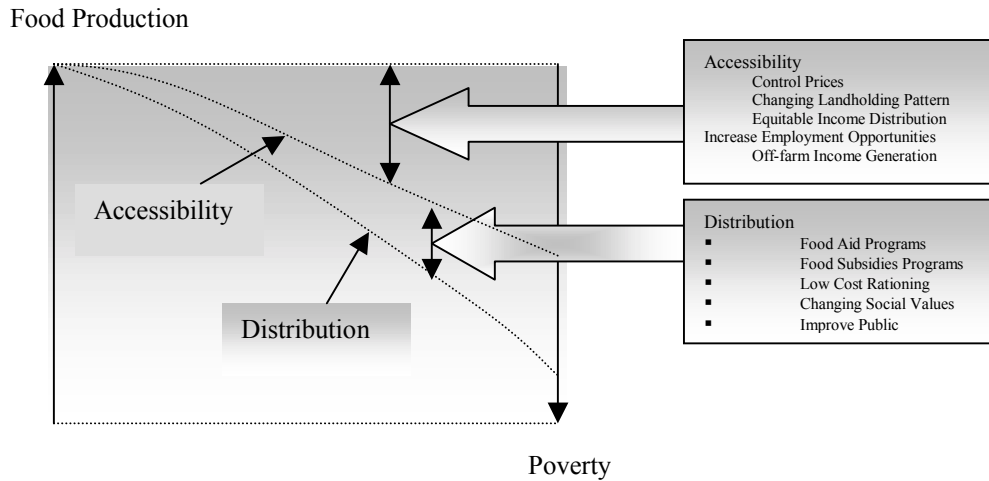 Food Production
Accessibility
Control Prices
Changing Landholding Pattern
Equitable Income Distribution
Increase Employment Opportunities
Off-farm Income Generation
Accessibility
Distribution
▪ Food Aid Programs
▪ Food Subsidies Programs
▪ Low Cost Rationing
▪ Changing Social Values
▪ Improve Public
Distribution
Poverty